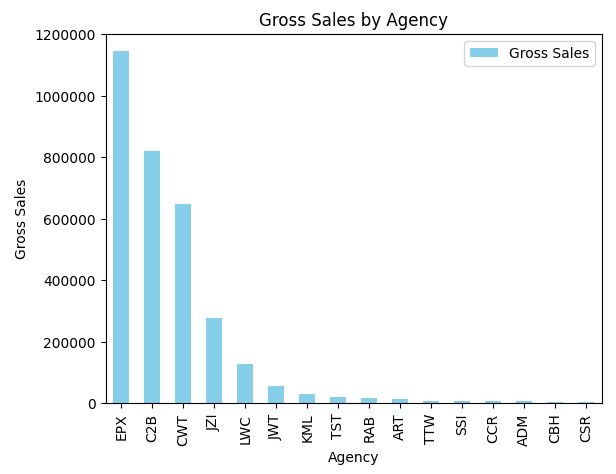 Gross Sales by Agency
Gross Sales
1200000
1000000
800000
600000
400000
200000
0
Gross Sales
EPX
C2B
CWT
JZI
LWC
JWT
KML
TST
RAB
ART
TTW
SSI
CCR
ADM
CBH
CSR
Agency